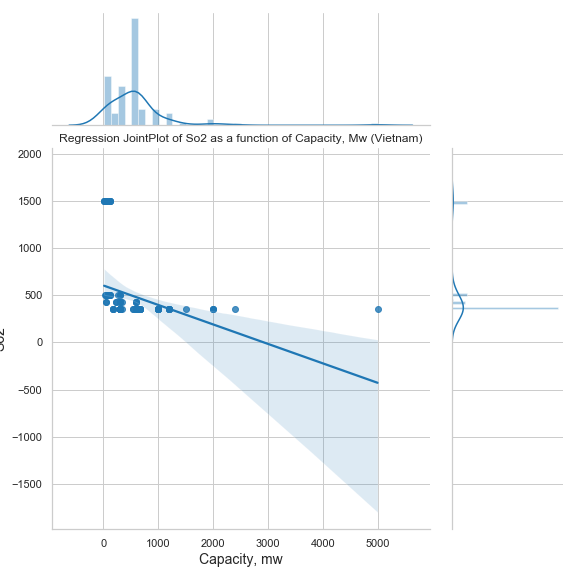 Regression JointPlot of So2 as a function of Capacity, Mw (Vietnam)
2000
1500
1000
500
0
−500
−1000
−1500
So2
0 1000 2000 3000 4000 5000
Capacity, mw